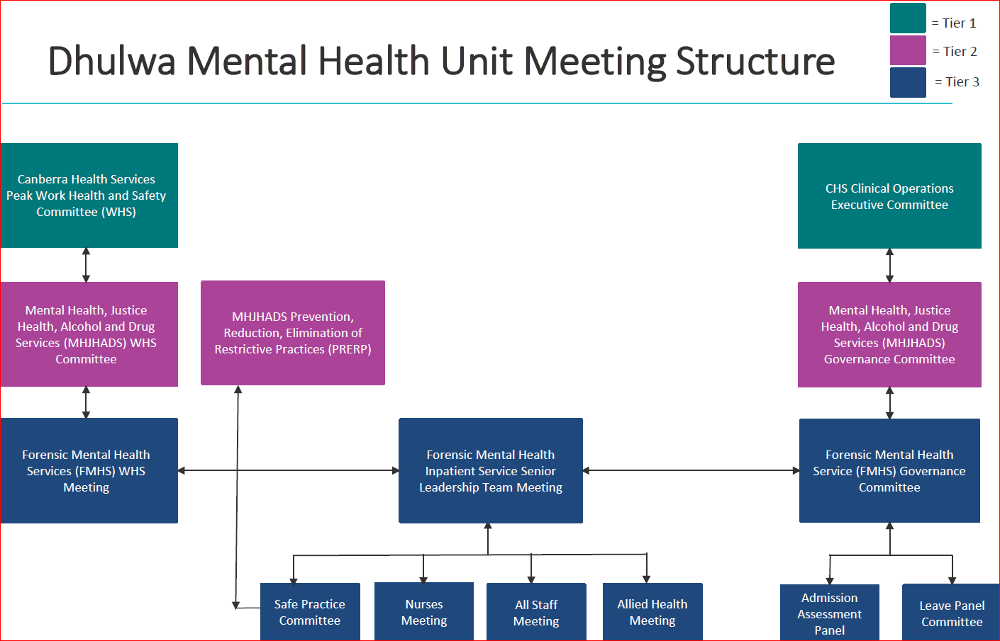 Dhulwa Mental Health Unit Meeting Structure
= Tier 1
= Tier 2
= Tier 3
Canberra Health Services
Peak Work Health and Safety
Committee (WHS)
CHS Clinical Operations
Executive Committee
Mental Health, Justice
Health, Alcohol and Drug
Services (MHJHADS) WHS
Committee
MHJHADS Prevention,
Reduction, Elimination of
Restrictive Practices (PRERP)
Mental Health, Justice
Health, Alcohol and Drug
Services (MHJHADS)
Governance Committee
Forensic Mental Health
Services (FMHS) WHS
Meeting
Forensic Mental Health
Inpatient Service Senior
Leadership Team Meeting
Forensic Mental Health
Service (FMHS) Governance
Committee
Safe Practice
Committee
Nurses
Meeting
All Staff
Meeting
Allied Health
Meeting
Admission
Assessment
Panel
Leave Panel
Committee